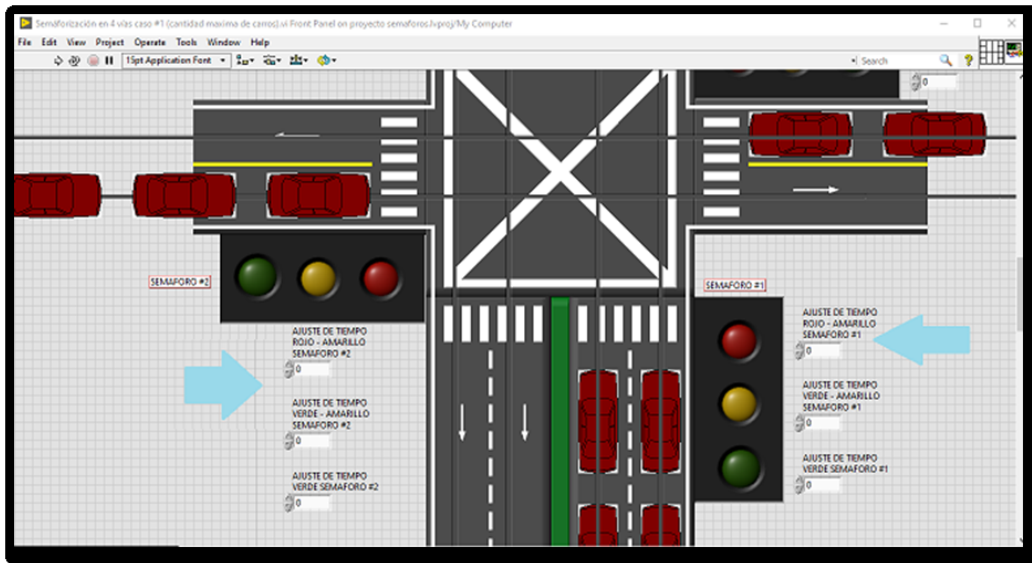 Semáforización en 4 vías caso #1 (cantidad maxima de carros).vi Front Panel on proyecto semaforos.lvproj/My Computer
File Edit View Project Operate Tools Window Help
15pt Application Font
Search
0
SEMAFORO #2
SEMAFORO #1
AJUSTE DE TIEMPO
ROJO - AMARILLO
SEMAFORO #2
0
AJUSTE DE TIEMPO
VERDE - AMARILLO
SEMAFORO #2
0
AJUSTE DE TIEMPO
VERDE SEMAFORO #2
0
AJUSTE DE TIEMPO
ROJO - AMARILLO
SEMAFORO #1
0
AJUSTE DE TIEMPO
VERDE - AMARILLO
SEMAFORO #1
0
AJUSTE DE TIEMPO
VERDE SEMAFORO #1
0